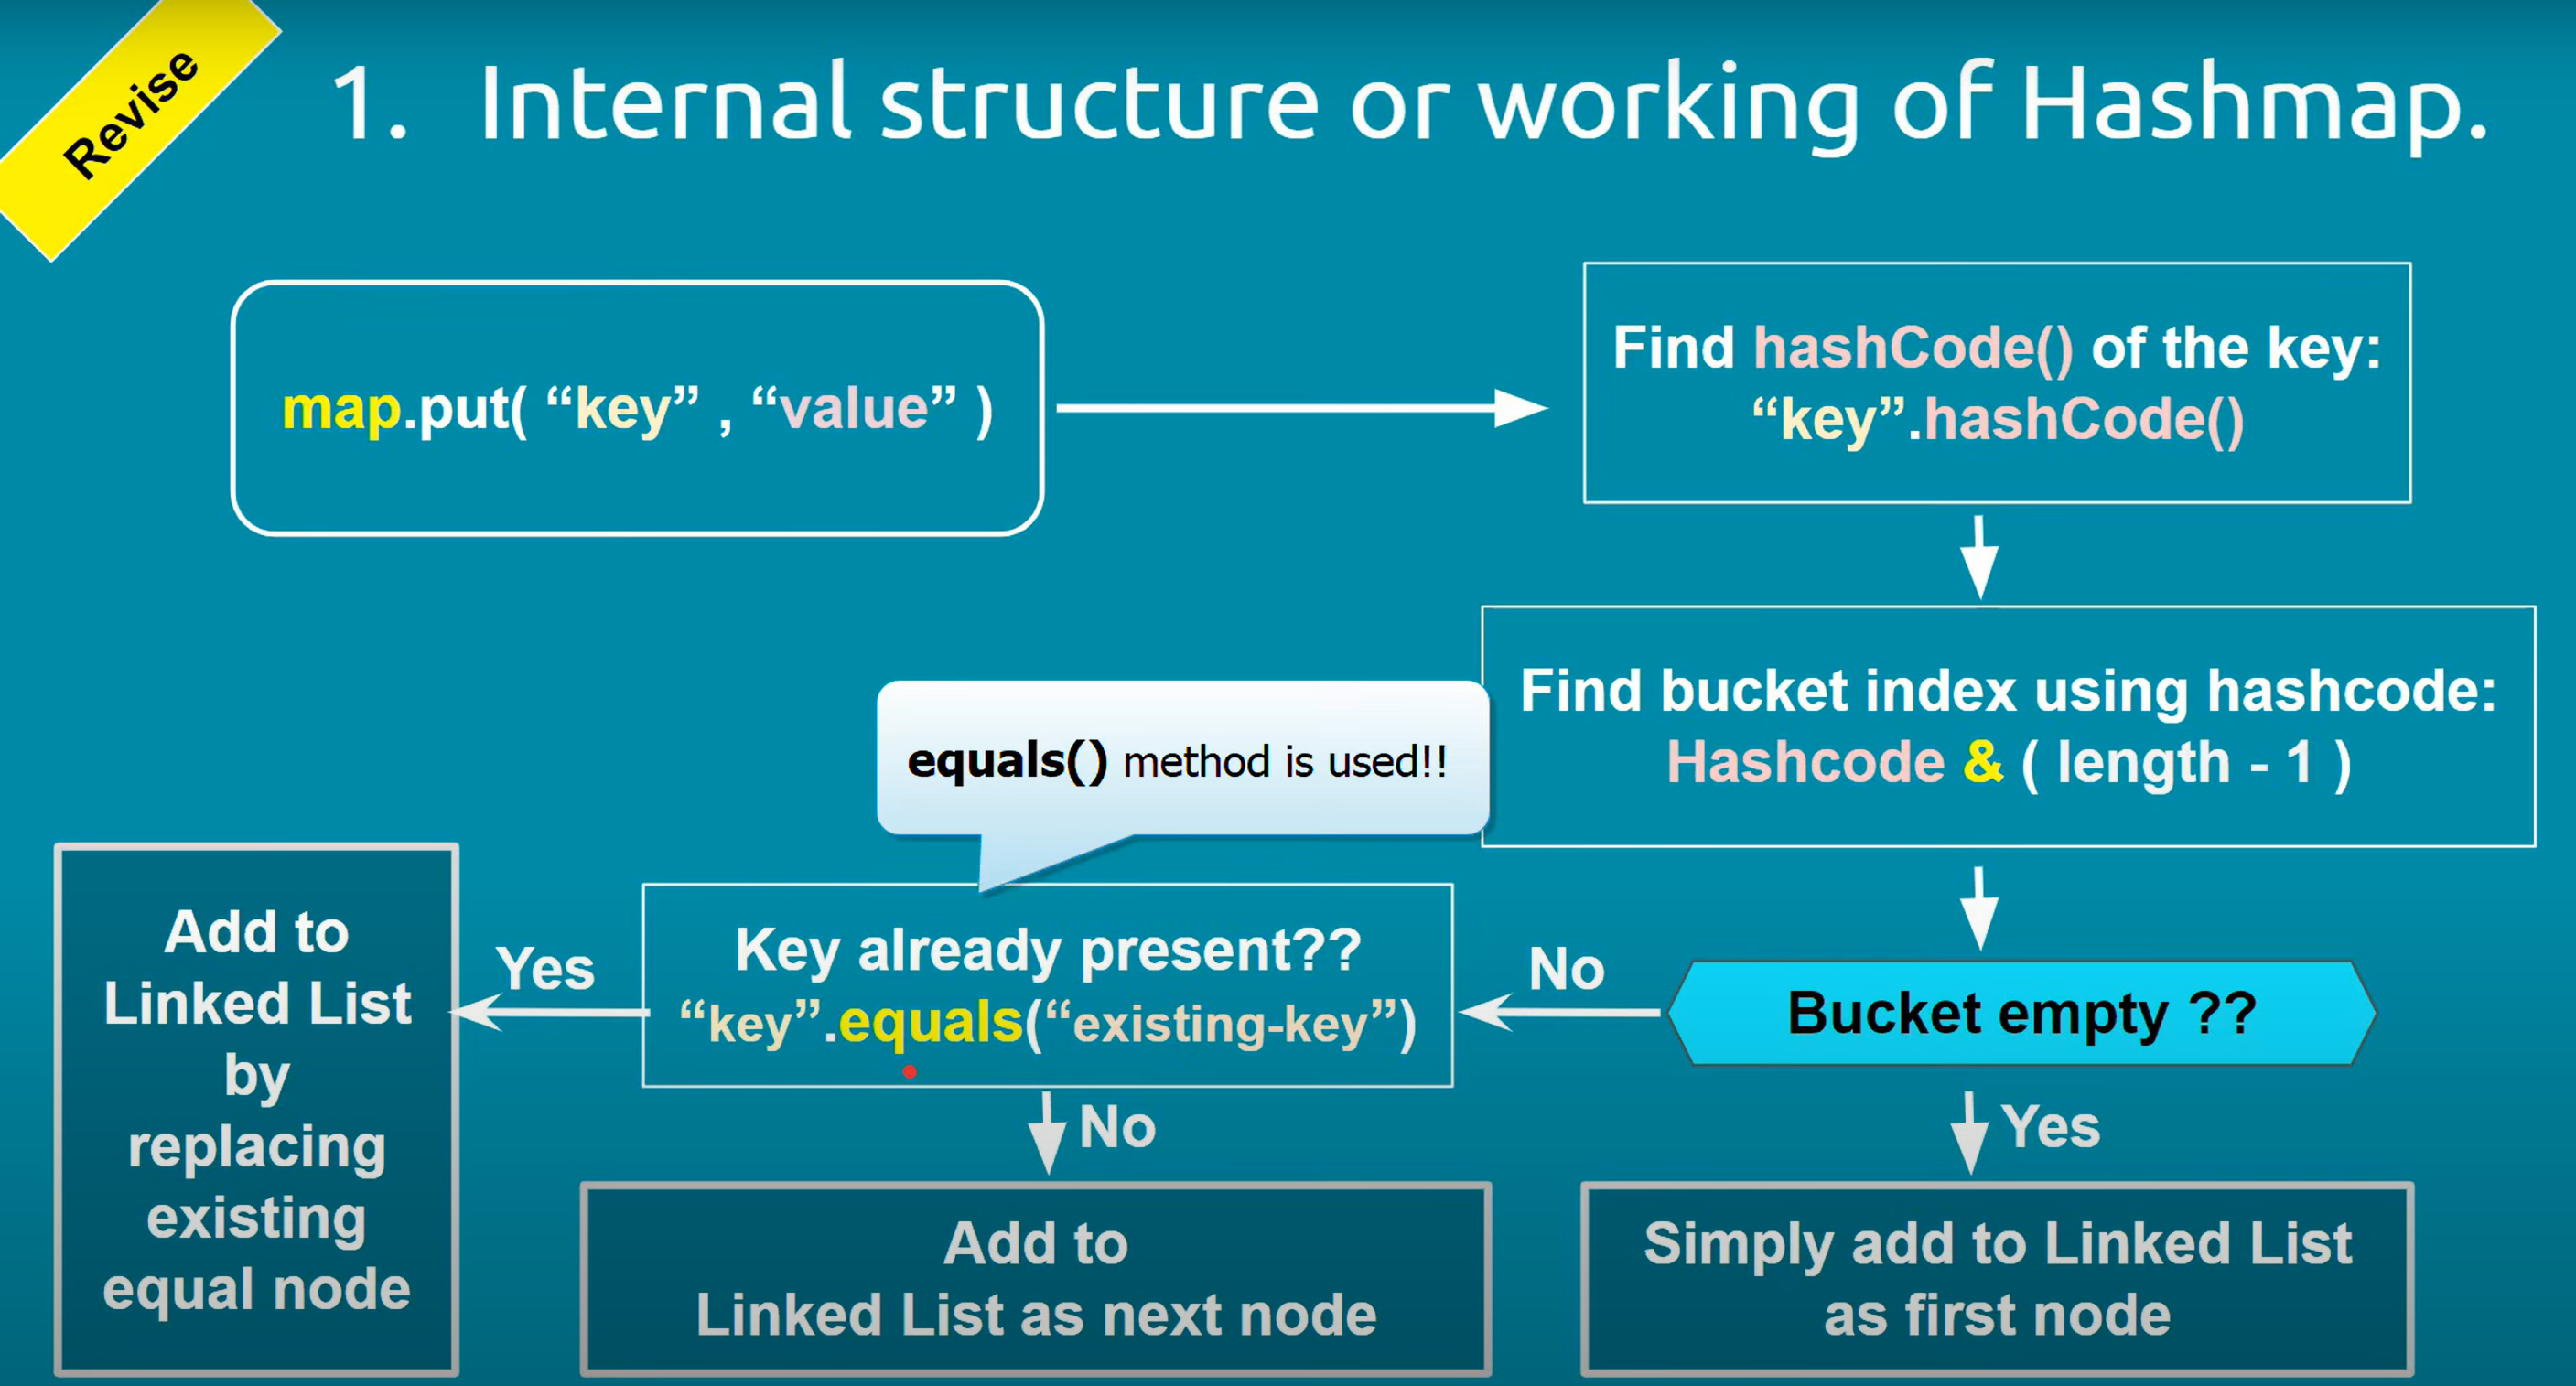 Revise
1. Internal structure or working of Hashmap.
map.put( “key” , “value” )
Find hashCode() of the key:
“key”.hashCode()
Find bucket index using hashcode:
Hashcode & ( length - 1 )
equals() method is used!!
Bucket empty ??
No
Yes
Key already present??
“key”.equals(“existing-key”)
Yes
No
Add to
Linked List
by
replacing
existing
equal node
Add to
Linked List as next node
Simply add to Linked List
as first node